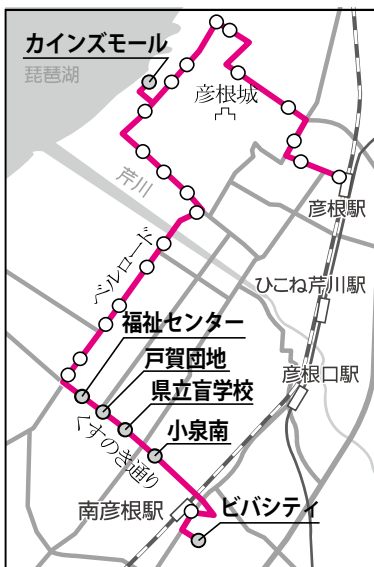 カインズモール
琵琶湖
彦根城
芹川
彦根駅
ベルロード
ひこね芹川駅
福祉センター
彦根口駅
戸賀団地
県立盲学校
くすのき通り
小泉南
南彦根駅
ビバシティ